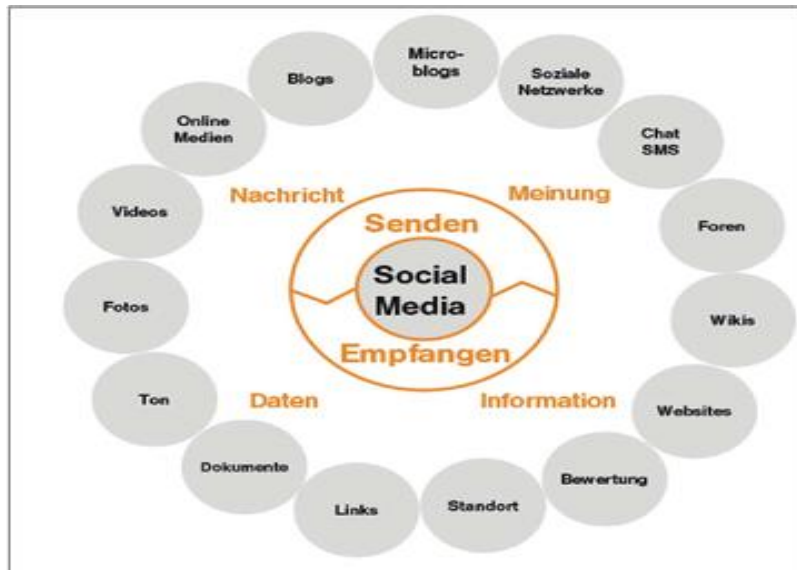 Micro-
blogs
Soziale
Netzwerke
Chat
SMS
Foren
Wikis
Websites
Bewertung
Standort
Links
Dokumente
Ton
Fotos
Videos
Online
Medien
Blogs
Nachricht
Meinung
Senden
Social
Media
Empfangen
Daten
Information